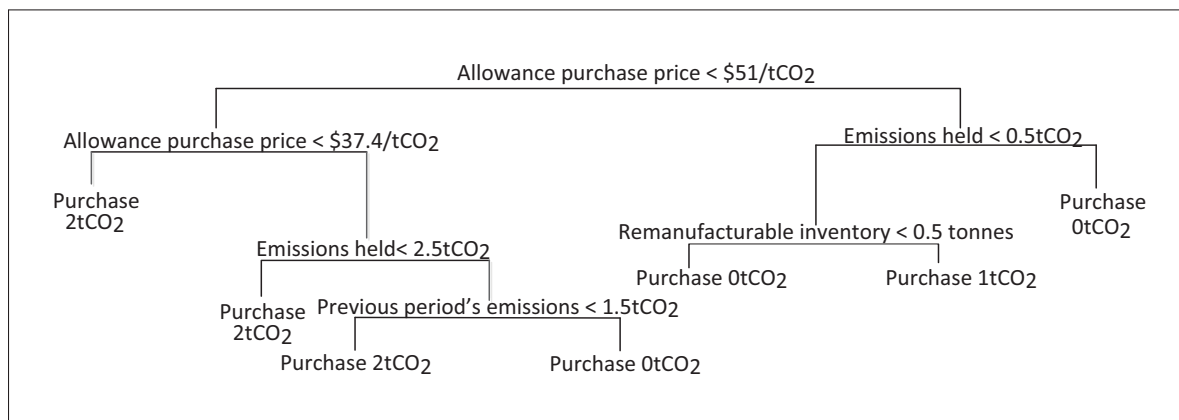 Allowance purchase price < $51/tCO2
Allowance purchase price < $37.4/tCO2
Emissions held < 0.5tCO2
Purchase
2tCO2
Purchase
0tCO2
Remanufacturable inventory < 0.5 tonnes
Emissions held< 2.5tCO2
Purchase 0tCO2
Purchase 1tCO2
Purchase
2tCO2
Previous period’s emissions < 1.5tCO2
Purchase 2tCO2
Purchase 0tCO2